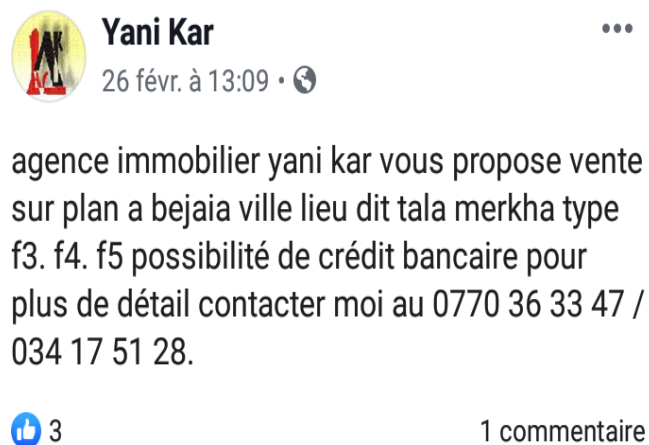 Yani Kar
26 févr. à 13:09 •
agence immobilier yani kar vous propose vente
sur plan a bejaia ville lieu dit tala merkha type
f3. f4. f5 possibilité de crédit bancaire pour
plus de détail contacter moi au 0770 36 33 47 /
034 17 51 28.
3
1 commentaire